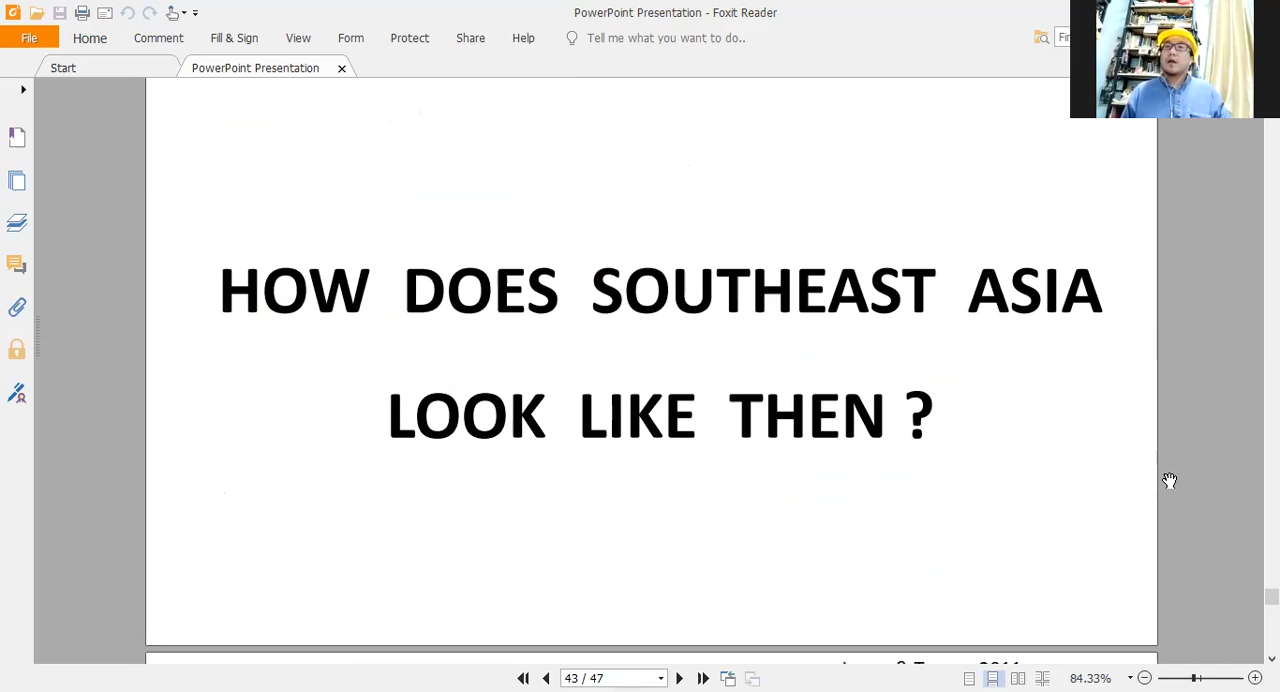 PowerPoint Presentation - Foxit Reader
File
Home
Comment
Fill & Sign
View
Form
Protect
Share
Help
Tell me what you want to do..
Start
PowerPoint Presentation
HOW DOES SOUTHEAST ASIA
LOOK LIKE THEN ?
43 / 47
84.33%